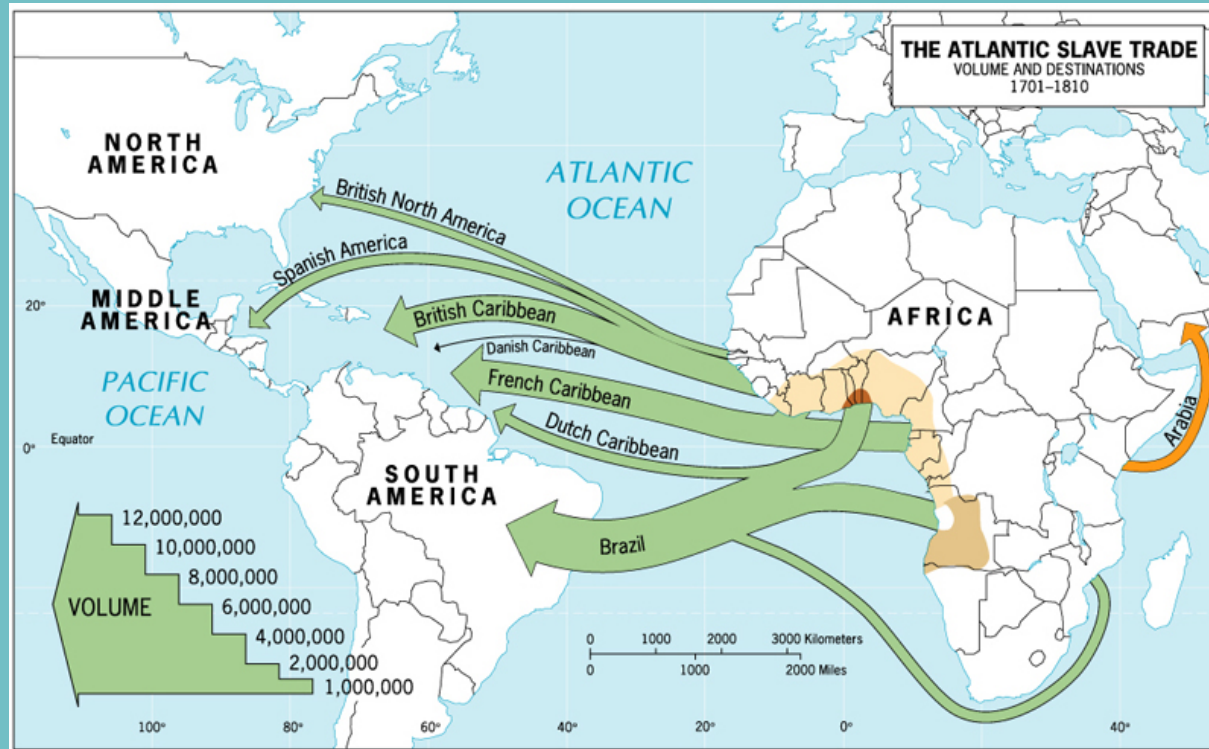 THE ATLANTIC SLAVE TRADE
VOLUME AND DESTINATIONS
1701–1810
NORTH
AMERICA
ATLANTIC
OCEAN
British North America
Spanish America
20°
MIDDLE
AMERICA
British Caribbean
AFRICA
Danish Caribbean
PACIFIC
OCEAN
French Caribbean
Arabia
Dutch Caribbean
0°
Equator
SOUTH
AMERICA
Brazil
12,000,000
10,000,000
8,000,000
VOLUME
6,000,000
4,000,000
2,000,000
1,000,000
0 1000 2000 3000 Kilometers
0 1000 2000 Miles
100° 80° 60° 40° 20° 0° 20° 40°